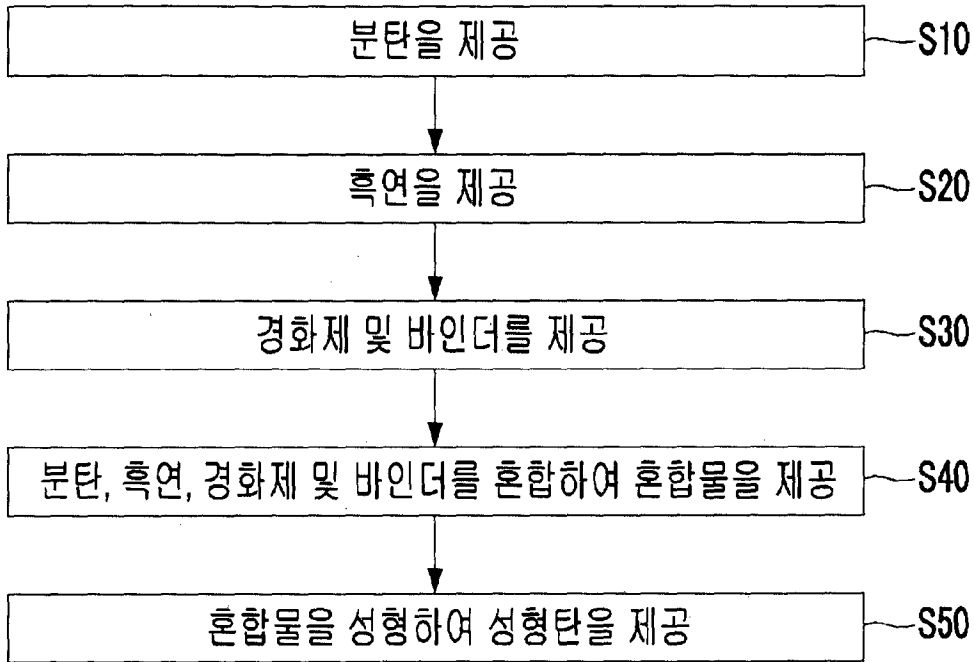 분탄을 제공 S10
흑연을 제공 S20
경화제 및 바인더를 제공 S30
분탄, 흑연, 경화제 및 바인더를 혼합하여 혼합물을 제공 S40
혼합물을 성형하여 성형탄을 제공 S50